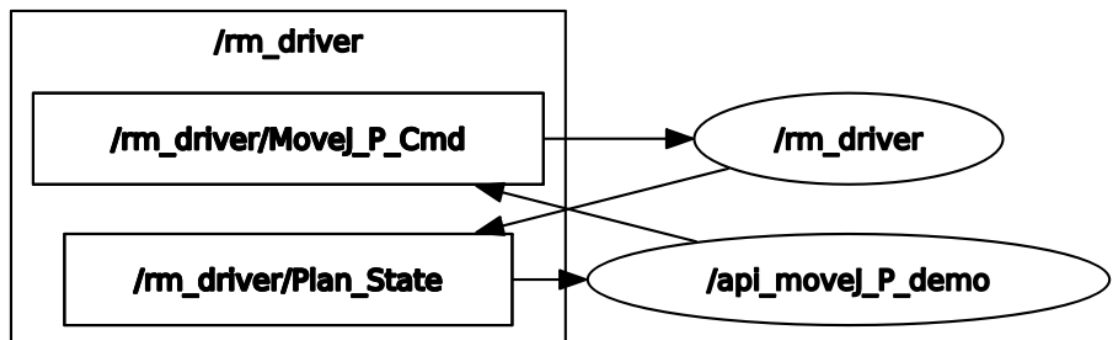 /rm_driver
/rm_driver/MoveJ_P_Cmd
/rm_driver
/rm_driver/Plan_State
/api_moveJ_P_demo